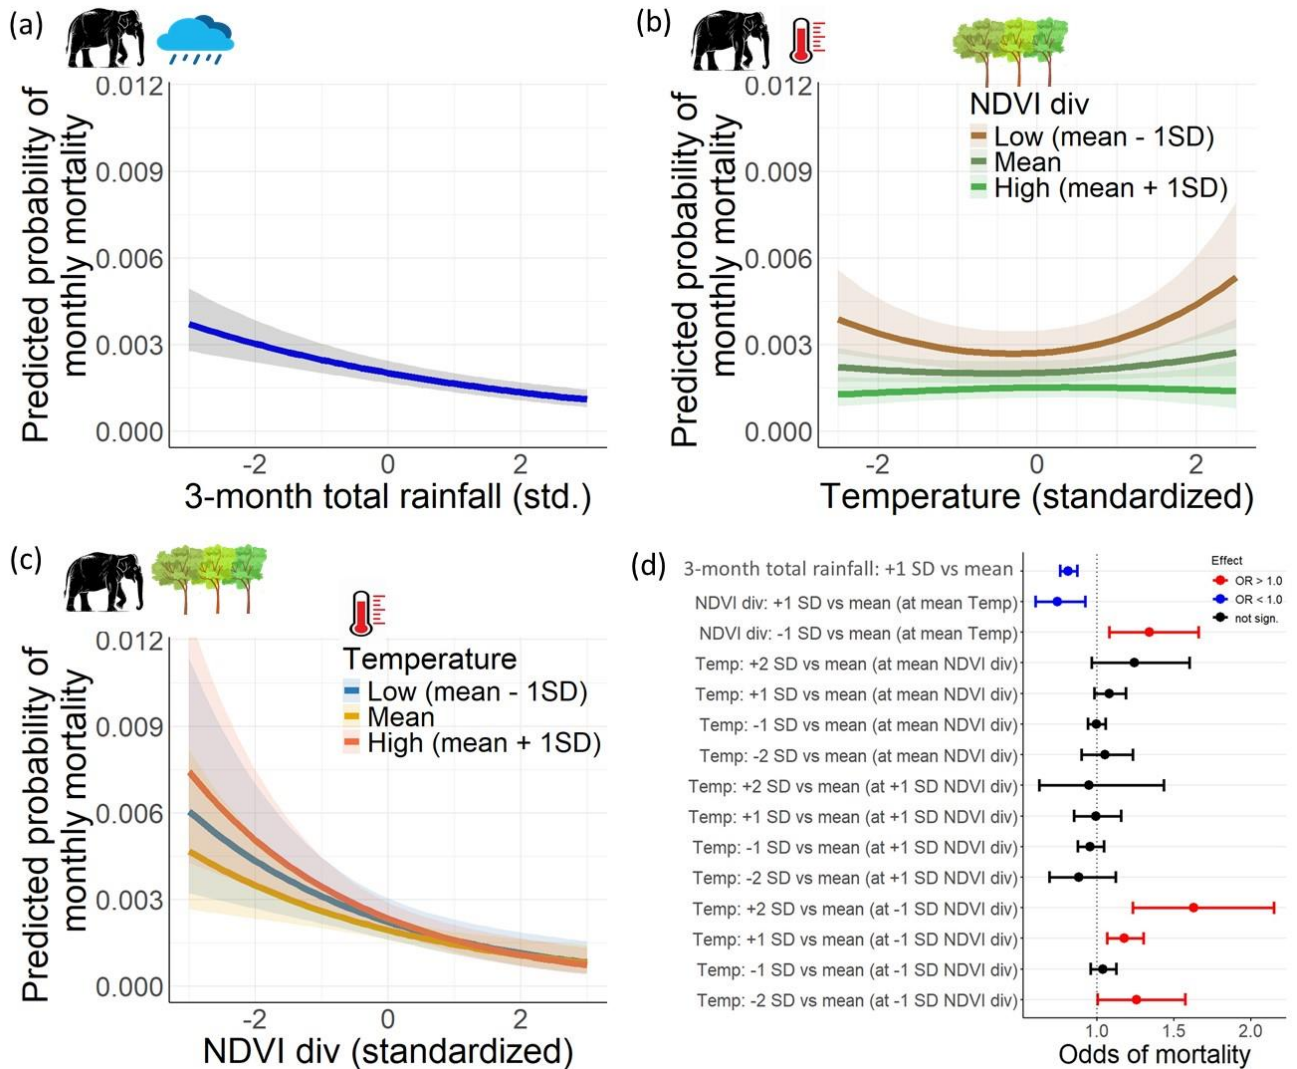 (a)
Predicted probability of
monthly mortality
0.012
0.009
0.006
0.003
0.000
-2 0 2
3-month total rainfall (std.)
(b)
Predicted probability of
monthly mortality
0.012
0.009
0.006
0.003
0.000
NDVI div
Low (mean - 1SD)
Mean
High (mean + 1SD)
-2 0 2
Temperature (standardized)
(c)
Predicted probability of
monthly mortality
0.012
0.009
0.006
0.003
0.000
Temperature
Low (mean - 1SD)
Mean
High (mean + 1SD)
-2 0 2
NDVI div (standardized)
(d)
3-month total rainfall: +1 SD vs mean
NDVI div: +1 SD vs mean (at mean Temp)
NDVI div: -1 SD vs mean (at mean Temp)
Temp: +2 SD vs mean (at mean NDVI div)
Temp: +1 SD vs mean (at mean NDVI div)
Temp: -1 SD vs mean (at mean NDVI div)
Temp: -2 SD vs mean (at mean NDVI div)
Temp: +2 SD vs mean (at +1 SD NDVI div)
Temp: +1 SD vs mean (at +1 SD NDVI div)
Temp: -1 SD vs mean (at +1 SD NDVI div)
Temp: -2 SD vs mean (at +1 SD NDVI div)
Temp: +2 SD vs mean (at -1 SD NDVI div)
Temp: +1 SD vs mean (at -1 SD NDVI div)
Temp: -1 SD vs mean (at -1 SD NDVI div)
Temp: -2 SD vs mean (at -1 SD NDVI div)
Effect
OR > 1.0
OR < 1.0
not sign.
1.0 1.5 2.0
Odds of mortality